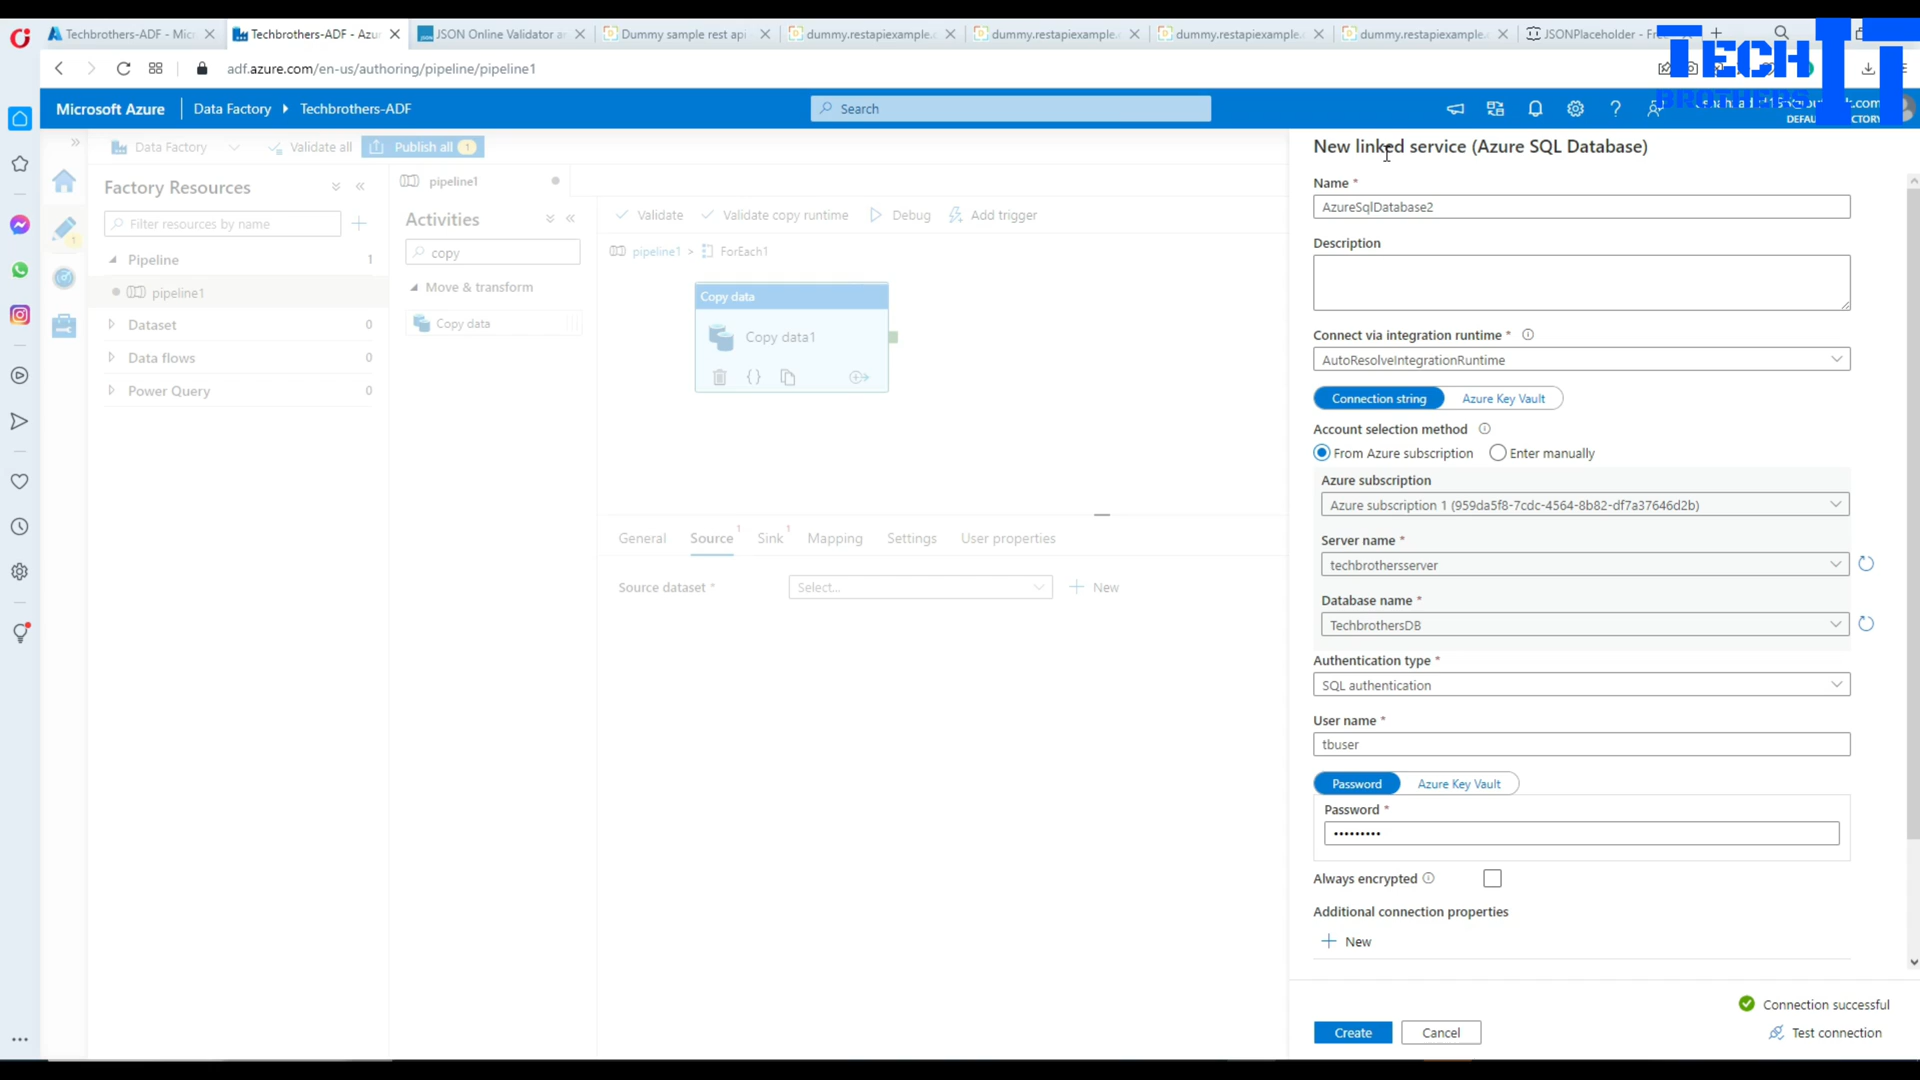 Techbrothers-ADF - Mic
Techbrothers-ADF - Azur
JSON Online Validator a
Dummy sample rest api
dummy.restapiexample.
dummy.restapiexample.
dummy.restapiexample.
dummy.restapiexample.
JSONPlaceholder - Fre
TECH IT
BROTHERS
adf.azure.com/en-us/authoring/pipeline/pipeline1
Microsoft Azure
Data Factory
Techbrothers-ADF
Search
Data Factory
Validate all
Publish all 1
New linked service (Azure SQL Database)
Factory Resources
Filter resources by name
Pipeline 1
pipeline1
Dataset 0
Data flows 0
Power Query 0
pipeline1
Activities
copy
Move & transform
Copy data
Validate
Validate copy runtime
Debug
Add trigger
pipeline1 > ForEach1
Copy data
Copy data1
General
Source 1
Sink 1
Mapping
Settings
User properties
Source dataset *
Select...
New
Name *
AzureSqlDatabase2
Description
Connect via integration runtime *
AutoResolveIntegrationRuntime
Connection string
Azure Key Vault
Account selection method
From Azure subscription
Enter manually
Azure subscription
Azure subscription 1 (959da5f8-7cdc-4564-8b82-df7a37646d2b)
Server name *
techbrothersserver
Database name *
TechbrothersDB
Authentication type *
SQL authentication
User name *
tbuser
Password
Azure Key Vault
Password *
•••••••••
Always encrypted
Additional connection properties
New
Connection successful
Create
Cancel
Test connection